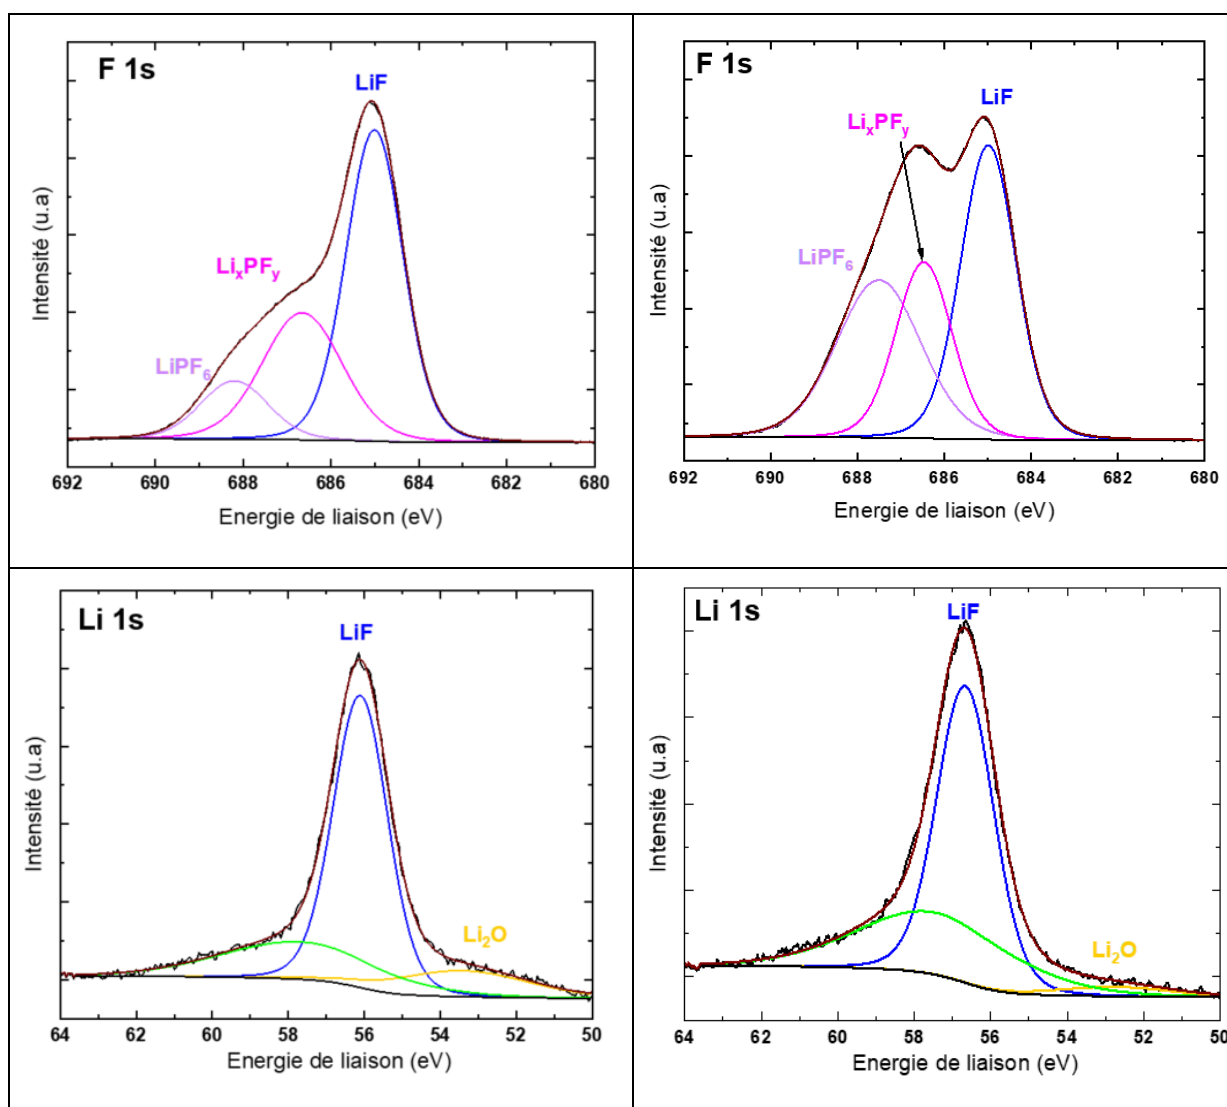 F 1s
LiF
Li₂PFᵧ
LiPF₆
Intensité (u.a)
692 690 688 686 684 682 680
Energie de liaison (eV)
F 1s
LiF
LiₓPFᵧ
LiPF₆
Intensité (u.a)
692 690 688 686 684 682 680
Energie de liaison (eV)
Li 1s
LiF
Li₂O
Intensité (u.a)
64 62 60 58 56 54 52 50
Energie de liaison (eV)
Li 1s
LiF
Li₂O
Intensité (u.a)
64 62 60 58 56 54 52 50
Energie de liaison (eV)